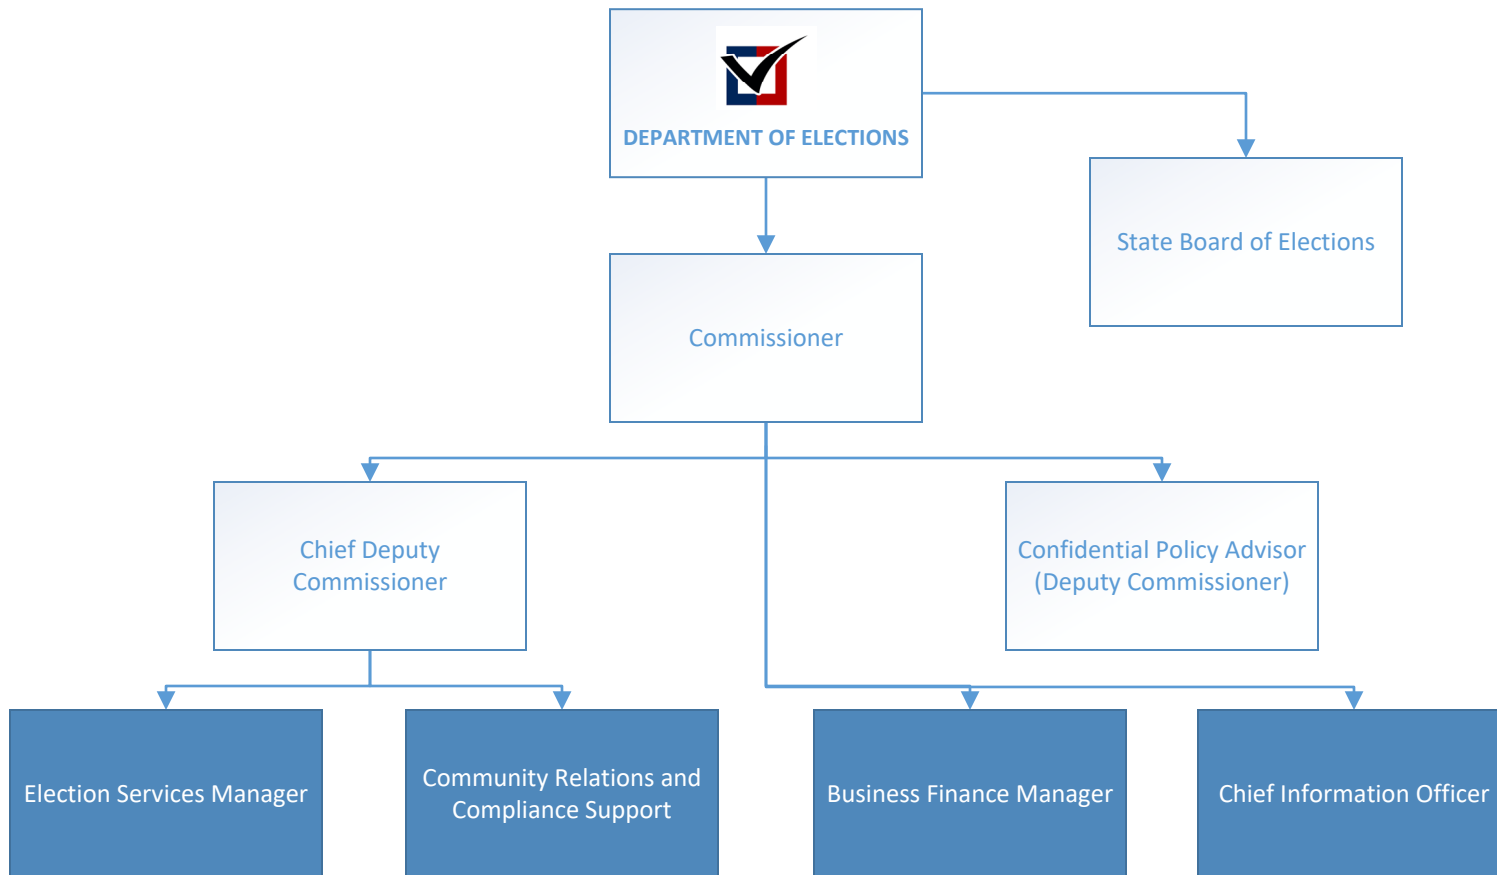 DEPARTMENT OF ELECTIONS
State Board of Elections
Commissioner
Chief Deputy
Commissioner
Confidential Policy Advisor
(Deputy Commissioner)
Election Services Manager
Community Relations and
Compliance Support
Business Finance Manager
Chief Information Officer